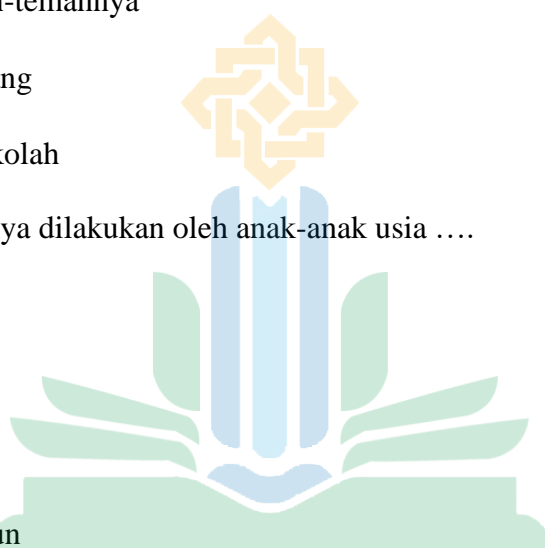 -temannya
ng
kolah
ya dilakukan oleh anak-anak usia ….
un